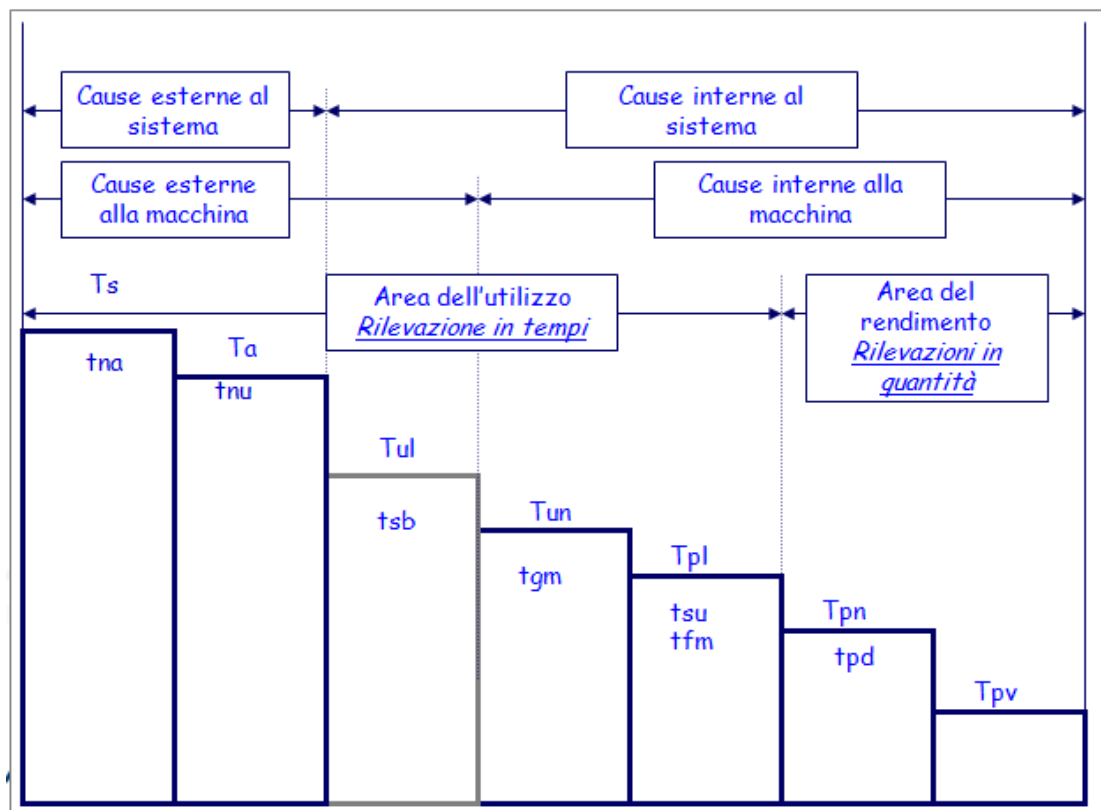 Cause esterne al
sistema
Cause interne al
sistema
Cause esterne
alla macchina
Cause interne alla
macchina
Ts
Area dell'utilizzo
Rilevazione in tempi
Area del
rendimento
Rilevazioni in
quantità
tna
Ta
tnu
Tul
tsb
Tun
tgm
Tpl
tsu
tfm
Tpn
tpd
Tpv